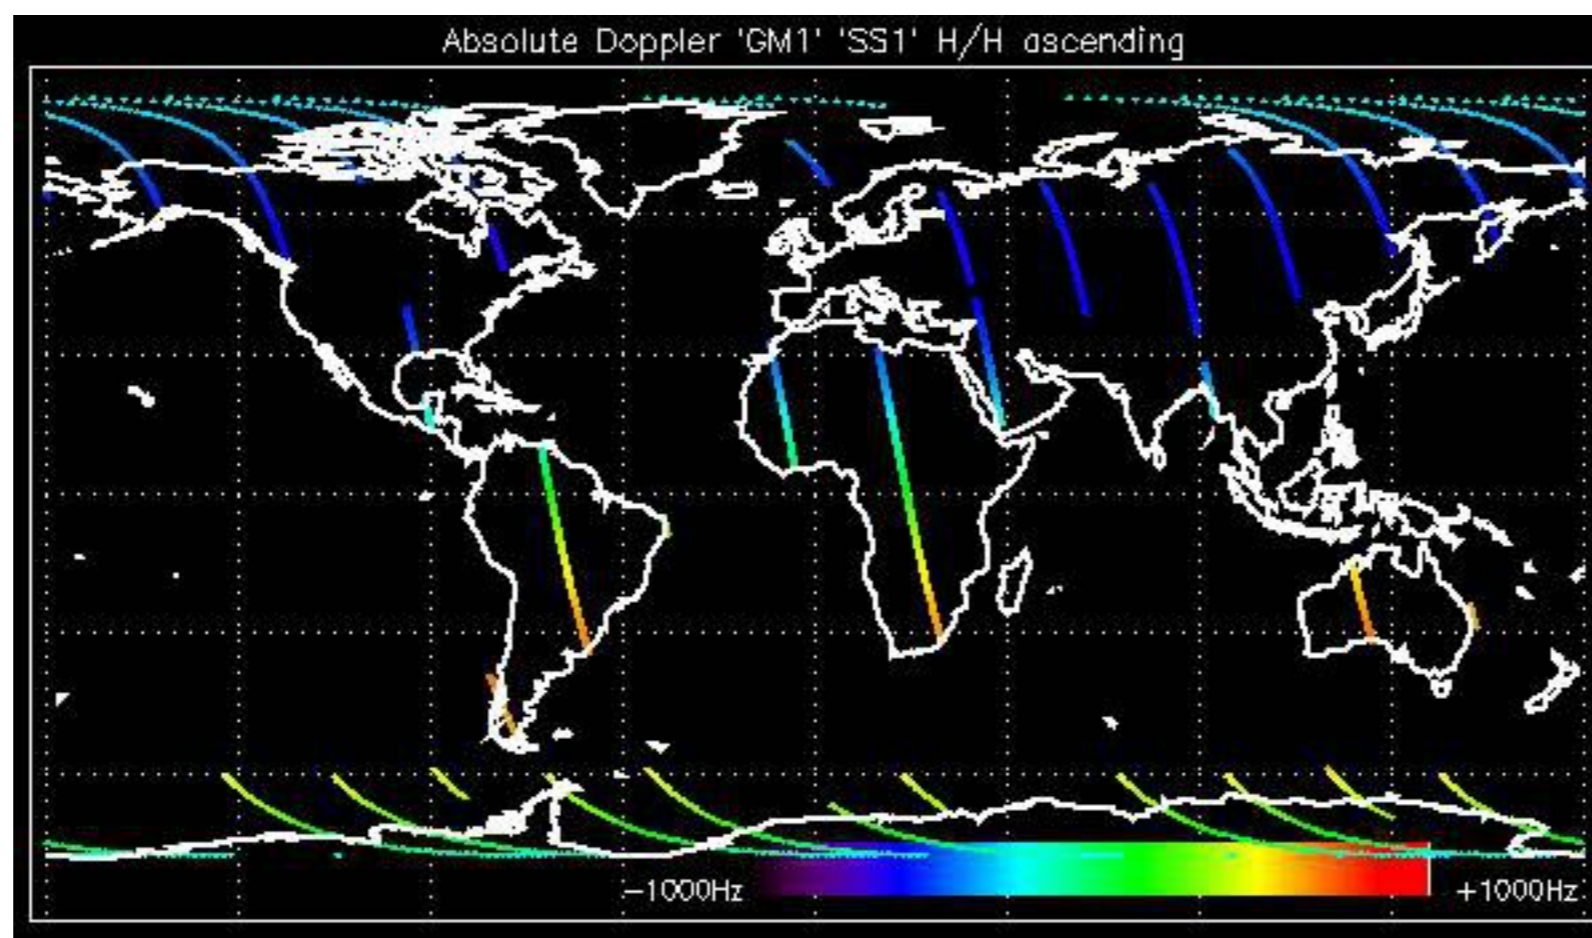 Absolute Doppler 'GM1' 'SS1' H/H ascending
−1000Hz
+1000Hz